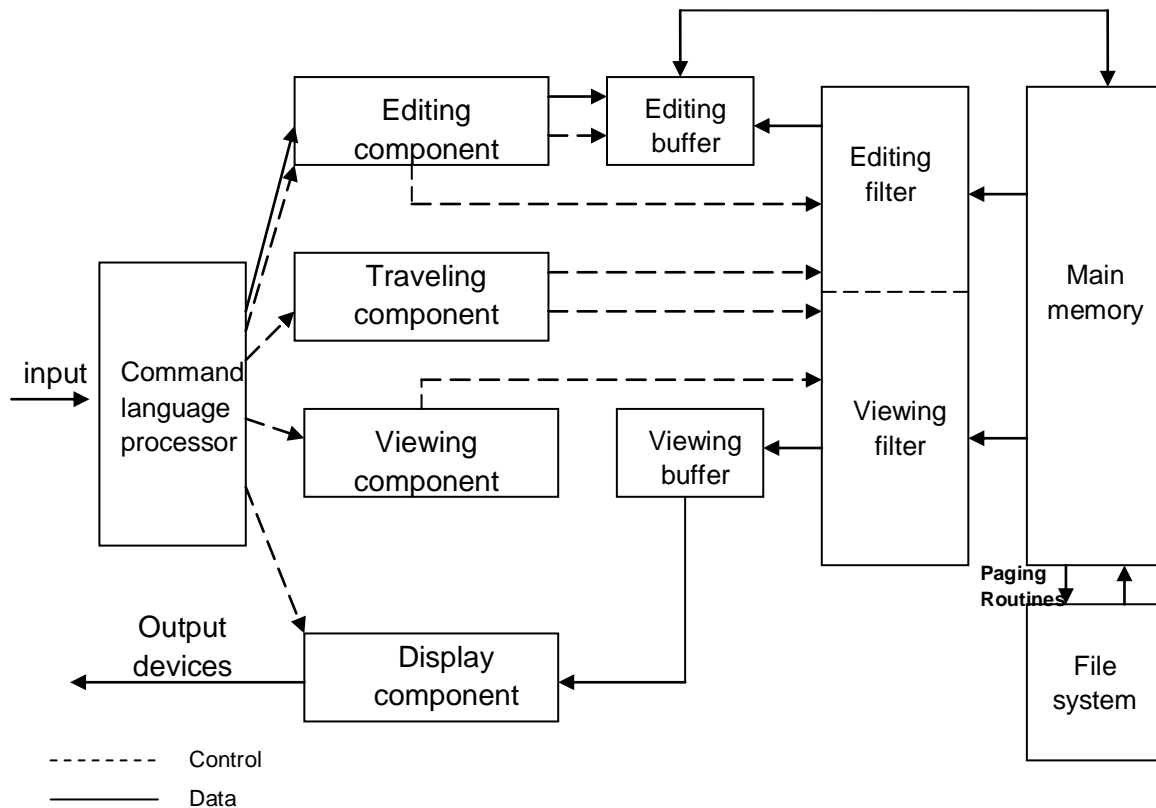 Editing
component
Editing
buffer
Editing
filter
Main
memory
Traveling
component
input
Command
language
processor
Viewing
component
Viewing
buffer
Viewing
filter
Paging
Routines
Output
devices
Display
component
File
system
Control
Data